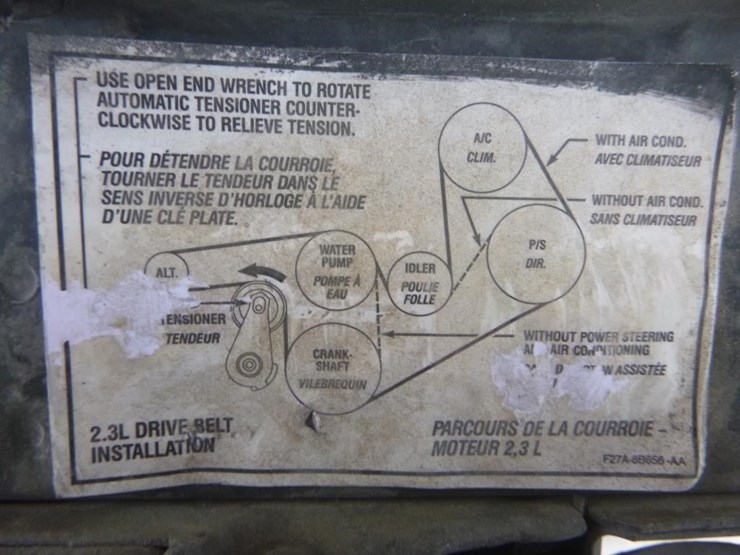 USE OPEN END WRENCH TO ROTATE
AUTOMATIC TENSIONER COUNTER-
CLOCKWISE TO RELIEVE TENSION.
POUR DÉTENDRE LA COURROIE,
TOURNER LE TENDEUR DANS LE
SENS INVERSE D'HORLOGE À L'AIDE
D'UNE CLÉ PLATE.
A/C
CLIM.
WITH AIR COND.
AVEC CLIMATISEUR
WITHOUT AIR COND.
SANS CLIMATISEUR
P/S
DIR.
WATER
PUMP
POMPE À
EAU
IDLER
POULIE
FOLLE
ALT.
TENSIONER
TENDEUR
CRANK-
SHAFT
VILEBREQUIN
WITHOUT POWER STEERING
AIR CONDITIONING
ASSISTÉE
2.3L DRIVE BELT
INSTALLATION
PARCOURS DE LA COURROIE -
MOTEUR 2,3 L
F27A-8B656-AA